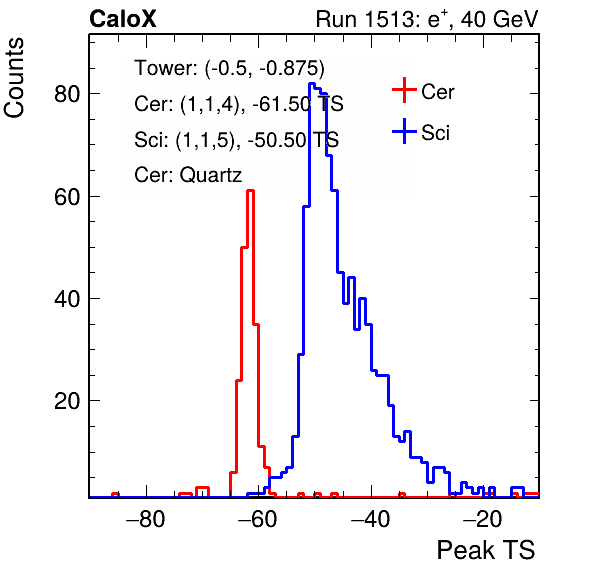 CaloX Run 1513: e⁺, 40 GeV
Counts
Tower: (-0.5, -0.875)
Cer: (1,1,4), -61.50 TS
Sci: (1,1,5), -50.50 TS
Cer: Quartz
Cer
Sci
80
60
40
20
−80 −60 −40 −20
Peak TS